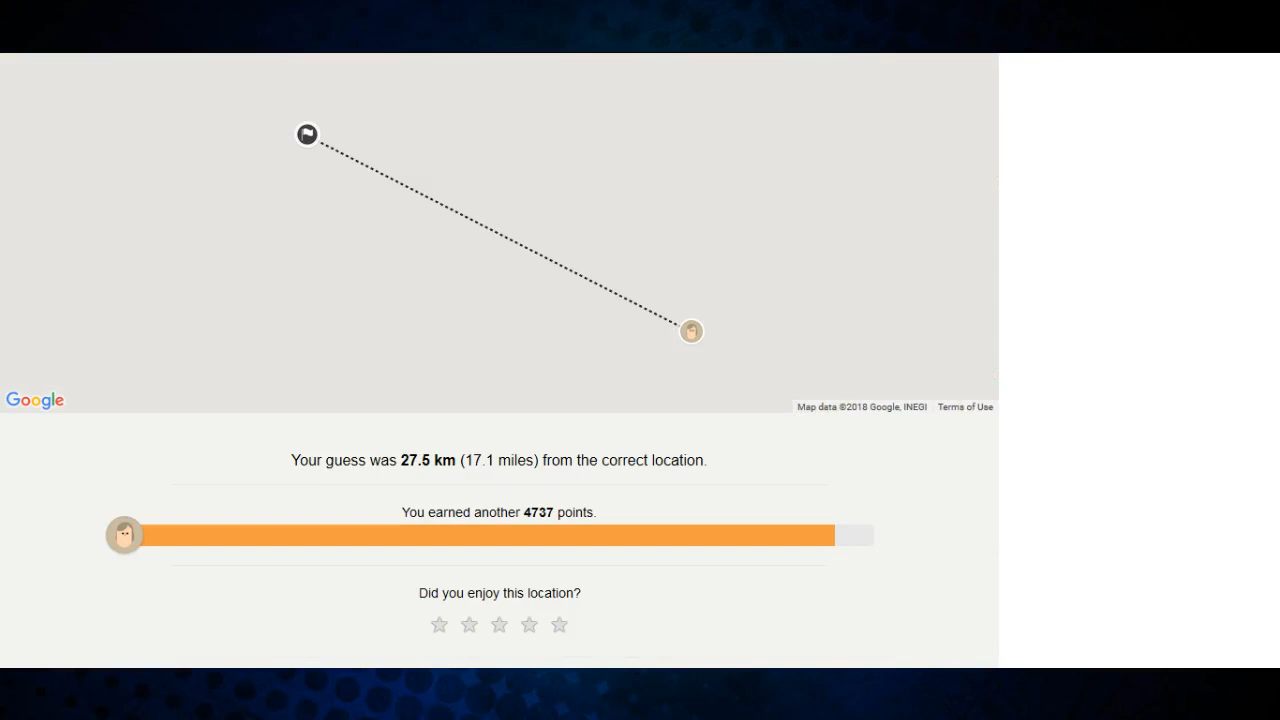 Google
Map data ©2018 Google, INEGI Terms of Use
Your guess was 27.5 km (17.1 miles) from the correct location.
You earned another 4737 points.
Did you enjoy this location?